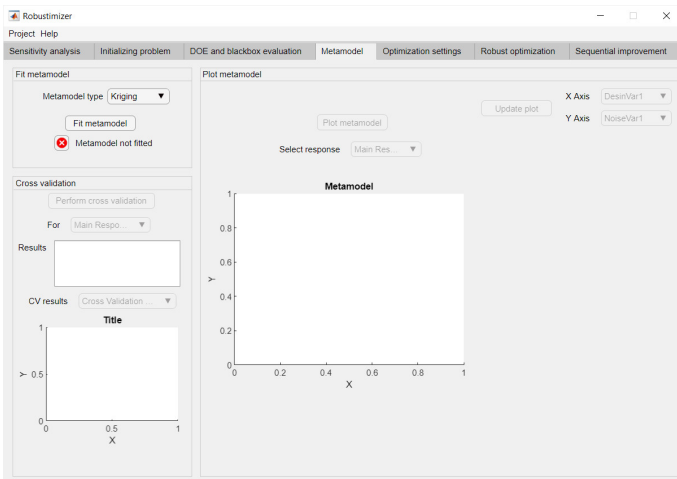 Robustimizer
Project Help
Sensitivity analysis Initializing problem DOE and blackbox evaluation Metamodel Optimization settings Robust optimization Sequential improvement
Fit metamodel
Metamodel type Kriging
Fit metamodel
Metamodel not fitted
Cross validation
Perform cross validation
For Main Respo...
Results
CV results Cross Validation...
Title
1
0.5
0
Y
0 0.5 1
X
Plot metamodel
X Axis DesinVar1
Update plot
Y Axis NoiseVar1
Plot metamodel
Select response Main Res...
Metamodel
1
0.8
0.6
0.4
0.2
0
Y
0 0.2 0.4 0.6 0.8 1
X